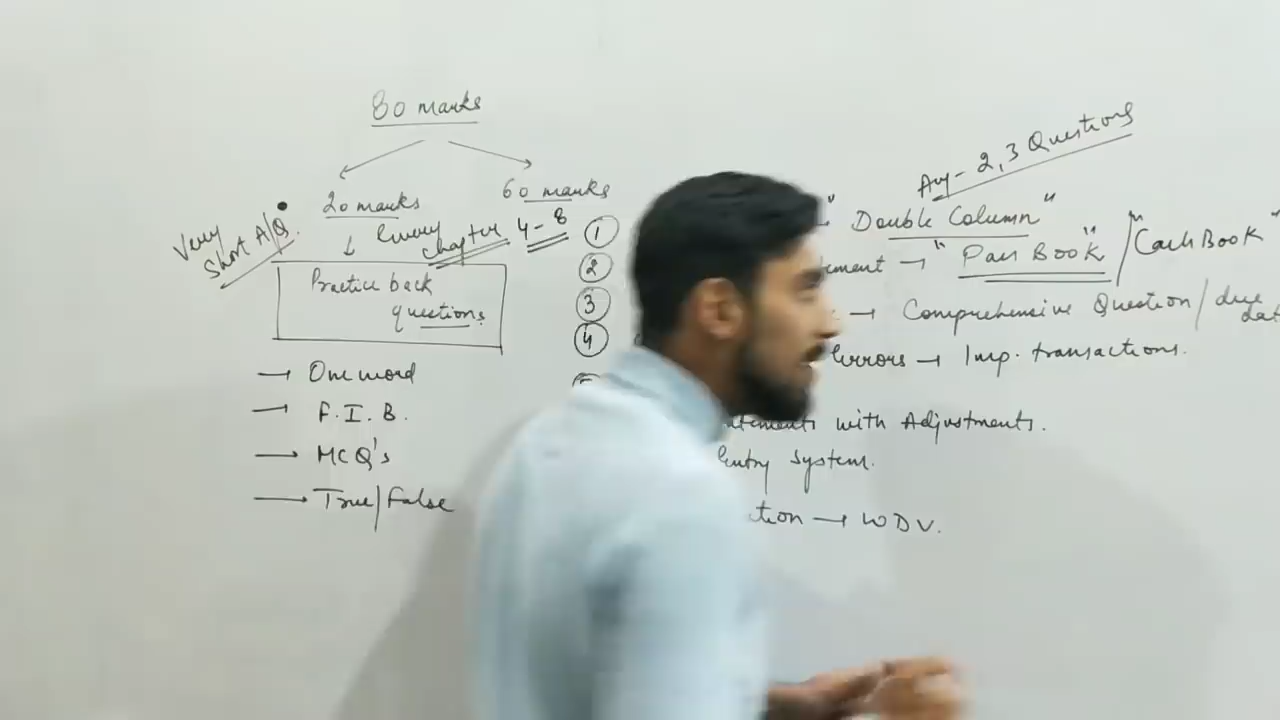 80 marks
20 marks
60 marks
Very
Short A/Q.
Every
chapter 4-8
Practice back
questions
→ One word
→ F.I.B.
→ MCQ's
→ True/False
Avg - 2,3 Questions
1 " Double Column "
2 → " Pass Book " / "Cash Book"
3 → Comprehensive Question / due
4 Errors → Imp. transactions.
with Adjustments.
Entry System.
→ WDV.